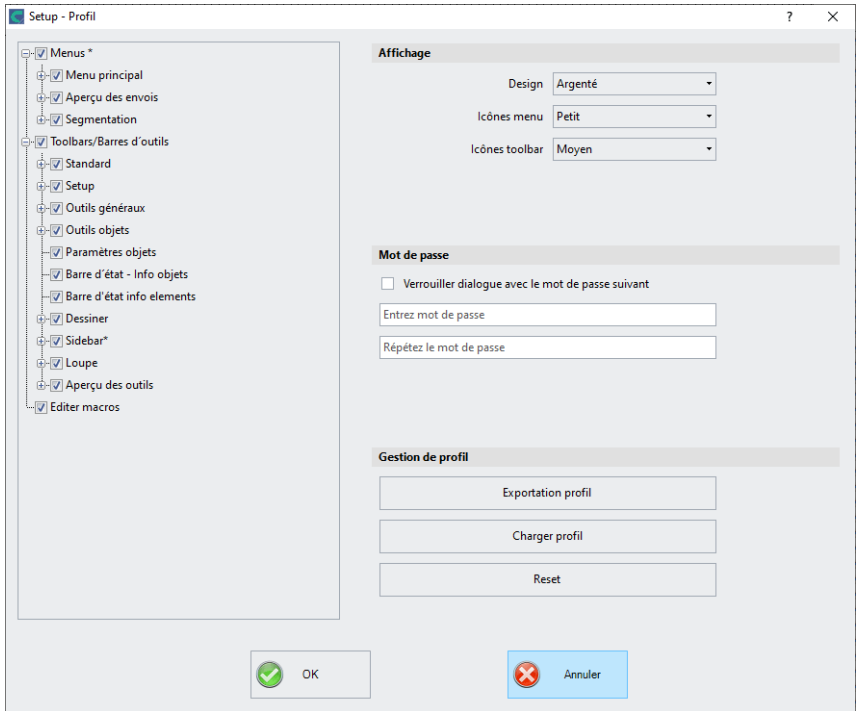 Setup - Profil
?
Menus *
Menu principal
Aperçu des envois
Segmentation
Toolbars/Barres d´outils
Standard
Setup
Outils généraux
Outils objets
Paramètres objets
Barre d´état - Info objets
Barre d'état info elements
Dessiner
Sidebar*
Loupe
Aperçu des outils
Editer macros
Affichage
Design Argenté
Icônes menu Petit
Icônes toolbar Moyen
Mot de passe
Verrouiller dialogue avec le mot de passe suivant
Entrez mot de passe
Répétez le mot de passe
Gestion de profil
Exportation profil
Charger profil
Reset
OK
Annuler